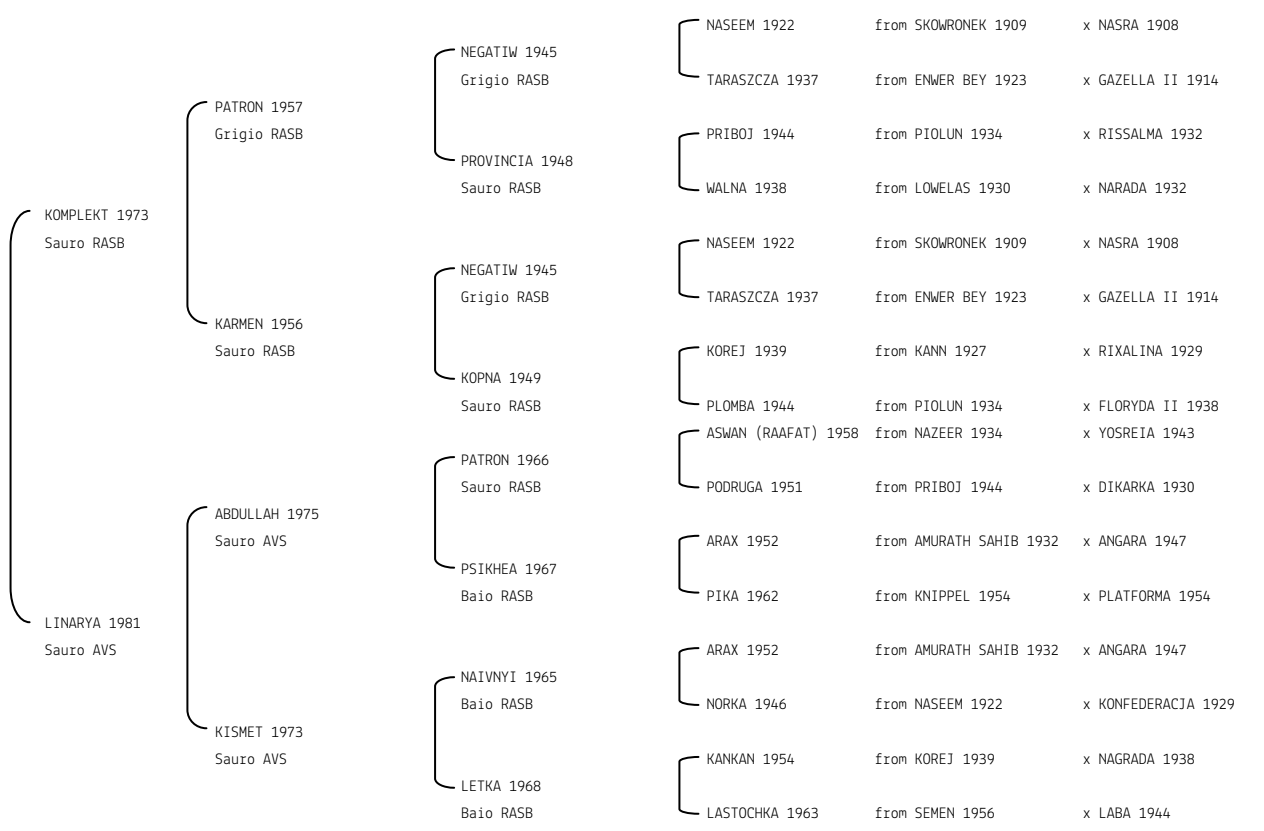 NASEEM 1922 from SKOWRONEK 1909 x NASRA 1908
NEGATIW 1945
Grigio RASB TARASZCZA 1937 from ENWER BEY 1923 x GAZELLA II 1914
PATRON 1957
Grigio RASB PRIBOJ 1944 from PIOLUN 1934 x RISSALMA 1932
PROVINCIA 1948
Sauro RASB WALNA 1938 from LOWELAS 1930 x NARADA 1932
KOMPLEKT 1973
Sauro RASB NASEEM 1922 from SKOWRONEK 1909 x NASRA 1908
NEGATIW 1945
Grigio RASB TARASZCZA 1937 from ENWER BEY 1923 x GAZELLA II 1914
KARMEN 1956
Sauro RASB KOREJ 1939 from KANN 1927 x RIXALINA 1929
KOPNA 1949
Sauro RASB PLOMBA 1944 from PIOLUN 1934 x FLORYDA II 1938
ASWAN (RAAFAT) 1958 from NAZEER 1934 x YOSREIA 1943
PATRON 1966
Sauro RASB PODRUGA 1951 from PRIBOJ 1944 x DIKARKA 1930
ABDULLAH 1975
Sauro AVS ARAX 1952 from AMURATH SAHIB 1932 x ANGARA 1947
PSIKHEA 1967
Baio RASB PIKA 1962 from KNIPPEL 1954 x PLATFORMA 1954
LINARYA 1981
Sauro AVS ARAX 1952 from AMURATH SAHIB 1932 x ANGARA 1947
NAIVNYI 1965
Baio RASB NORKA 1946 from NASEEM 1922 x KONFEDERACJA 1929
KISMET 1973
Sauro AVS KANKAN 1954 from KOREJ 1939 x NAGRADA 1938
LETKA 1968
Baio RASB LASTOCHKA 1963 from SEMEN 1956 x LABA 1944